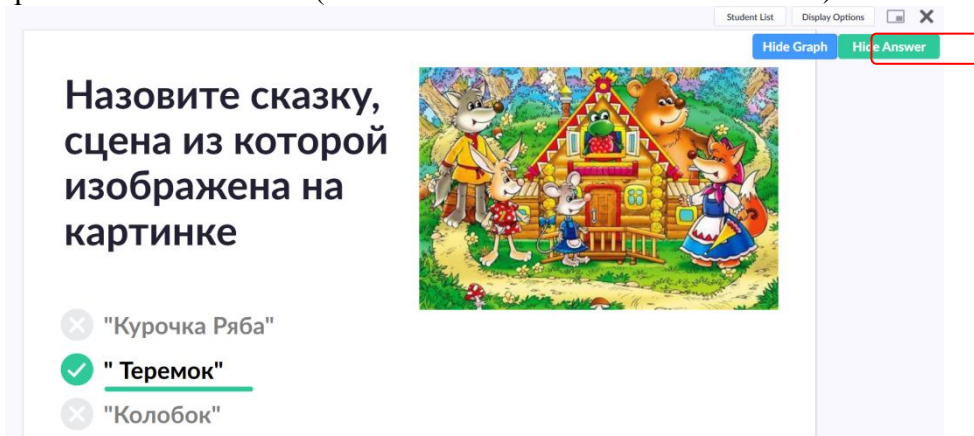 Student List
Display Options
Hide Graph
Hide Answer
Назовите сказку,
сцена из которой
изображена на
картинке
"Курочка Ряба"
" Теремок"
"Колобок"